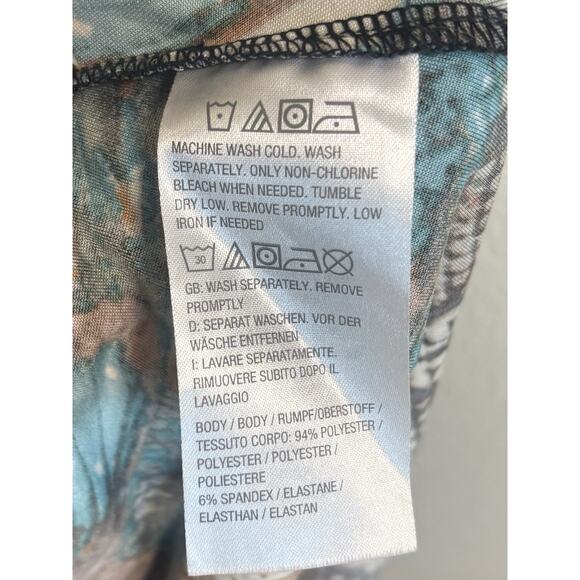 MACHINE WASH COLD. WASH
SEPARATELY. ONLY NON-CHLORINE
BLEACH WHEN NEEDED. TUMBLE
DRY LOW. REMOVE PROMPTLY. LOW
IRON IF NEEDED
30
GB: WASH SEPARATELY. REMOVE
PROMPTLY
D: SEPARAT WASCHEN. VOR DER
WÄSCHE ENTFERNEN
I: LAVARE SEPARATAMENTE.
RIMUOVERE SUBITO DOPO IL
LAVAGGIO
BODY / BODY / RUMPF/OBERSTOFF /
TESSUTO CORPO: 94% POLYESTER /
POLYESTER / POLYESTER /
POLIESTERE
6% SPANDEX / ELASTANE /
ELASTHAN / ELASTAN